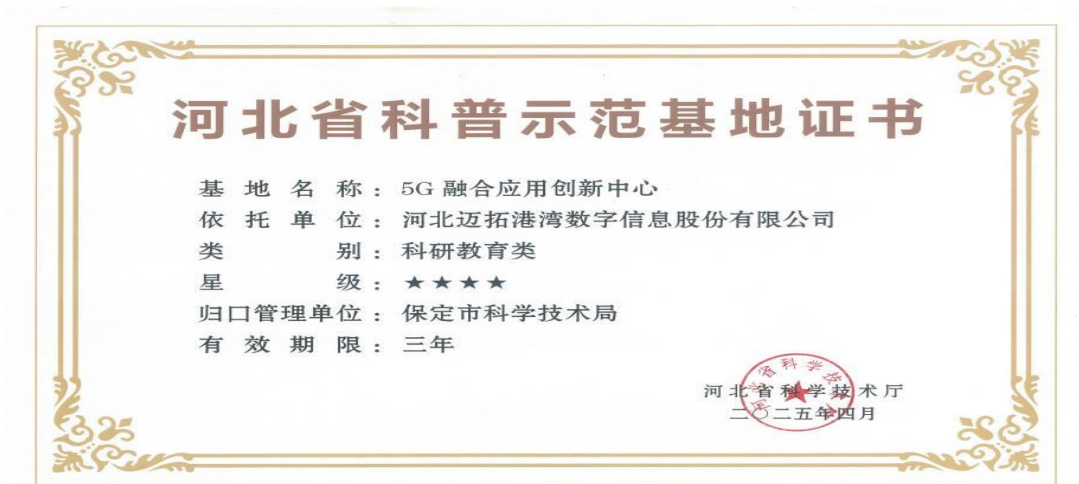 河北省科普示范基地证书
基地名称：5G 融合应用创新中心
依托单位：河北迈拓港湾数字信息股份有限公司
类别：科研教育类
星级：★★★★
归口管理单位：保定市科学技术局
有效期限：三年
河北省科学技术厅
二〇二五年四月